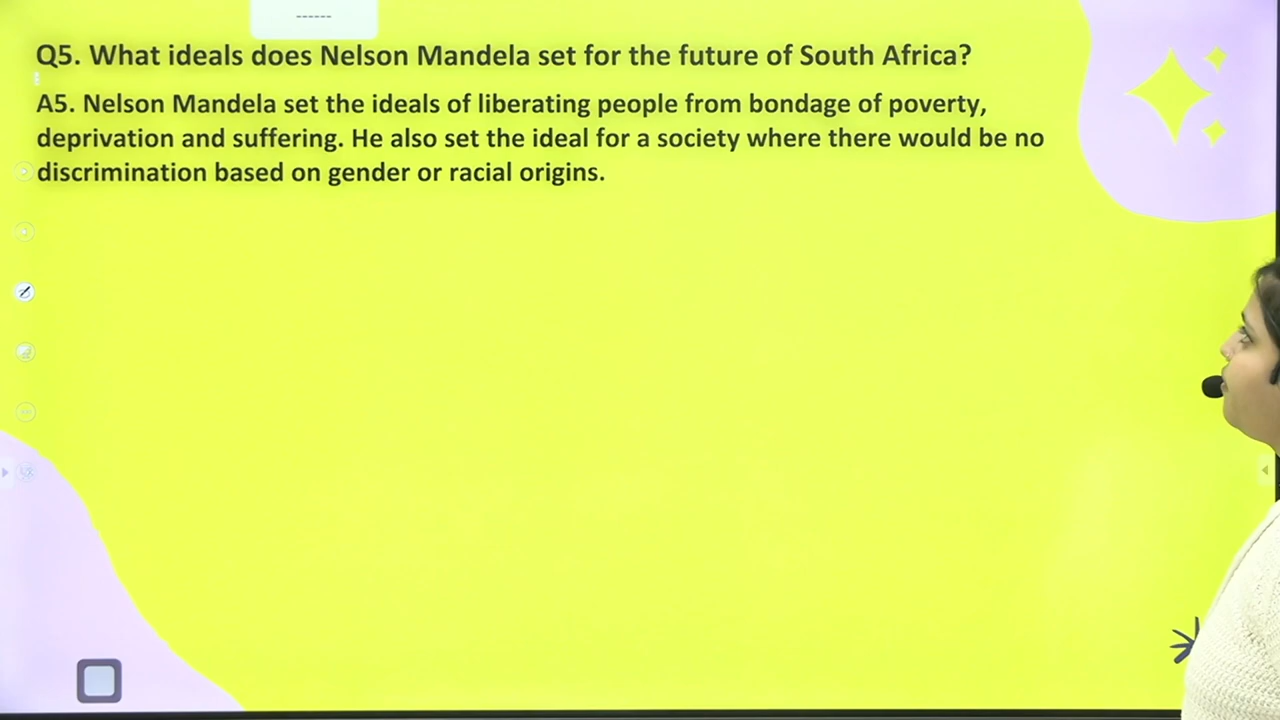 ------
Q5. What ideals does Nelson Mandela set for the future of South Africa?
A5. Nelson Mandela set the ideals of liberating people from bondage of poverty,
deprivation and suffering. He also set the ideal for a society where there would be no
discrimination based on gender or racial origins.